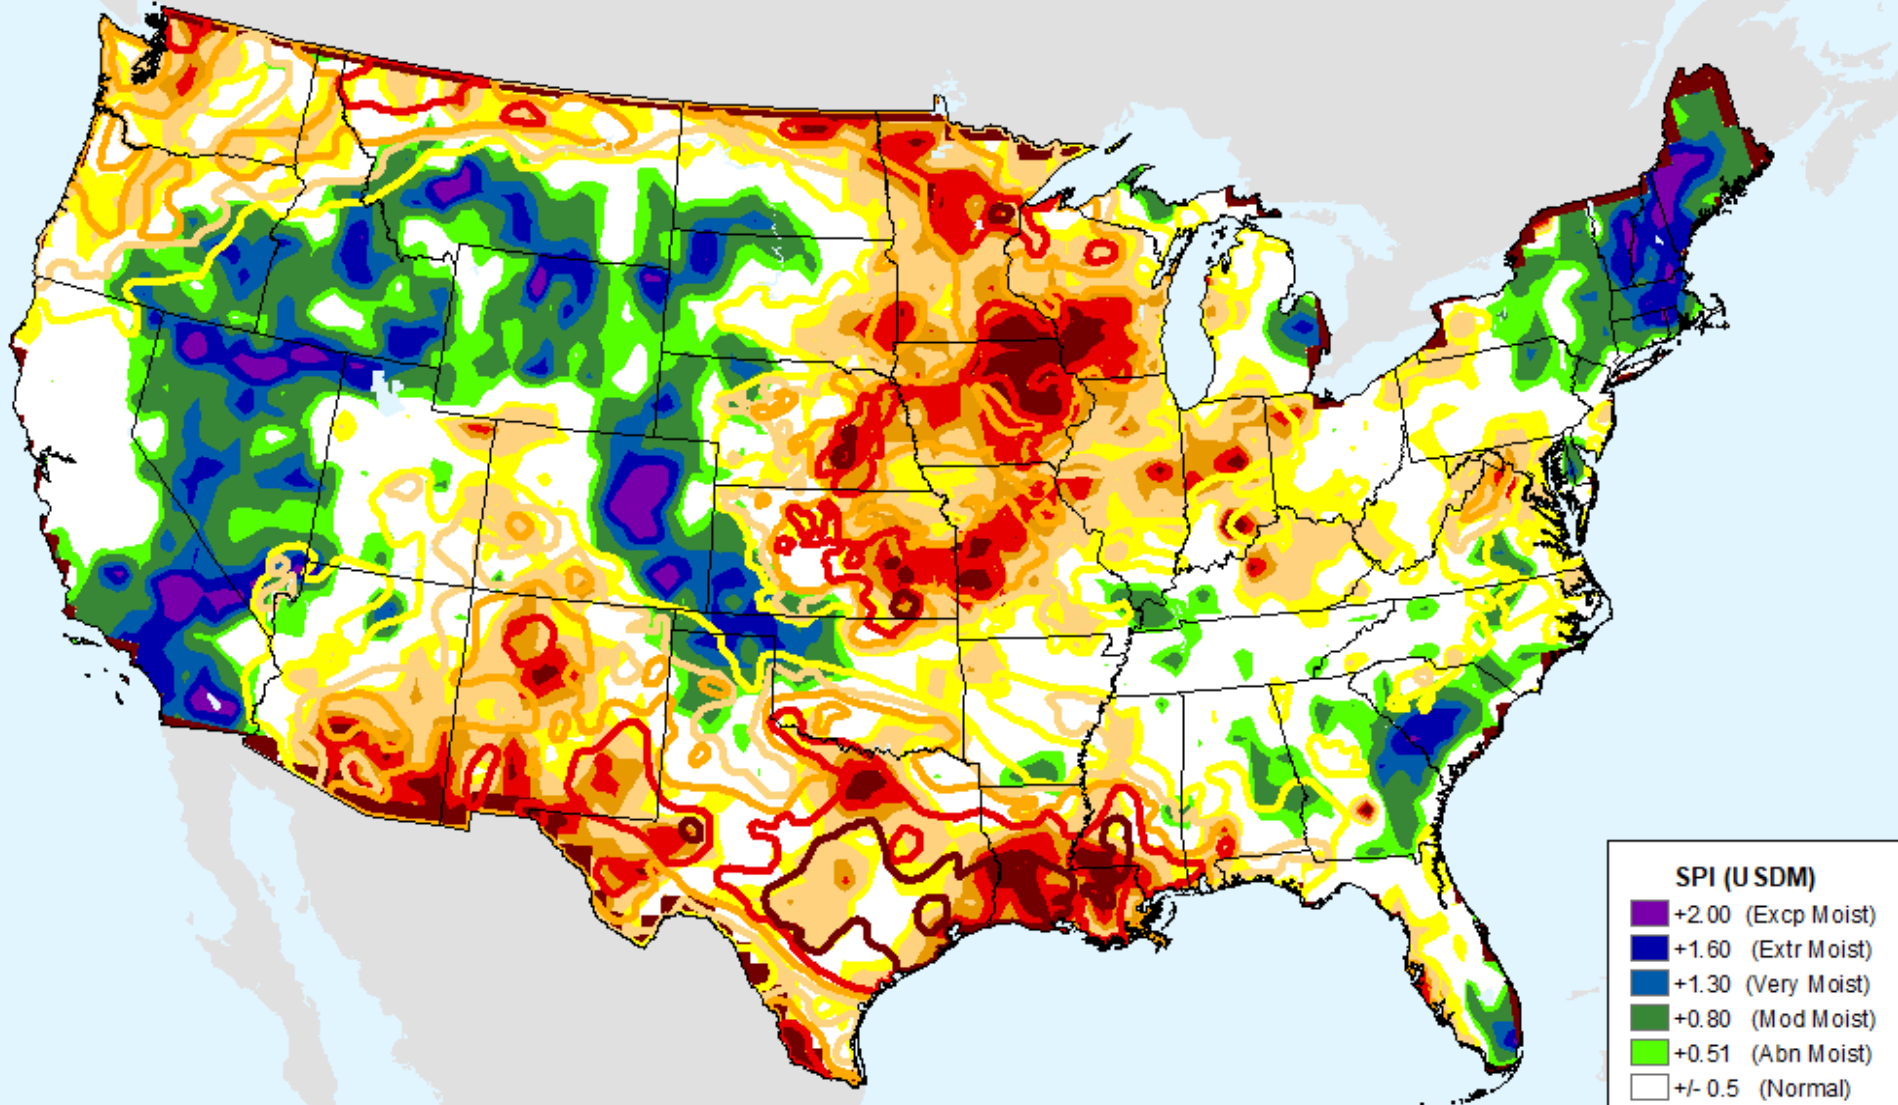 SPI (USDM)
+2.00 (Excp Moist)
+1.60 (Extr Moist)
+1.30 (Very Moist)
+0.80 (Mod Moist)
+0.51 (Abn Moist)
+/- 0.5 (Normal)